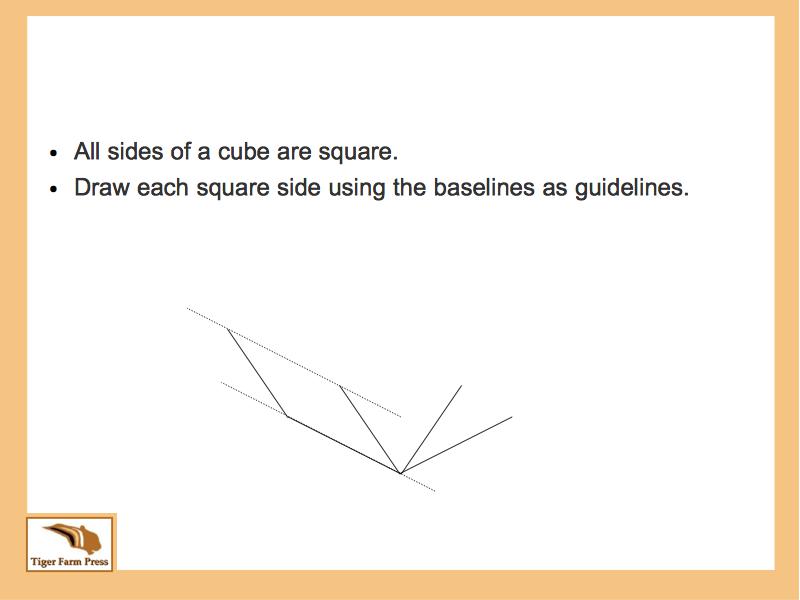 All sides of a cube are square.
Draw each square side using the baselines as guidelines.
Tiger Farm Press